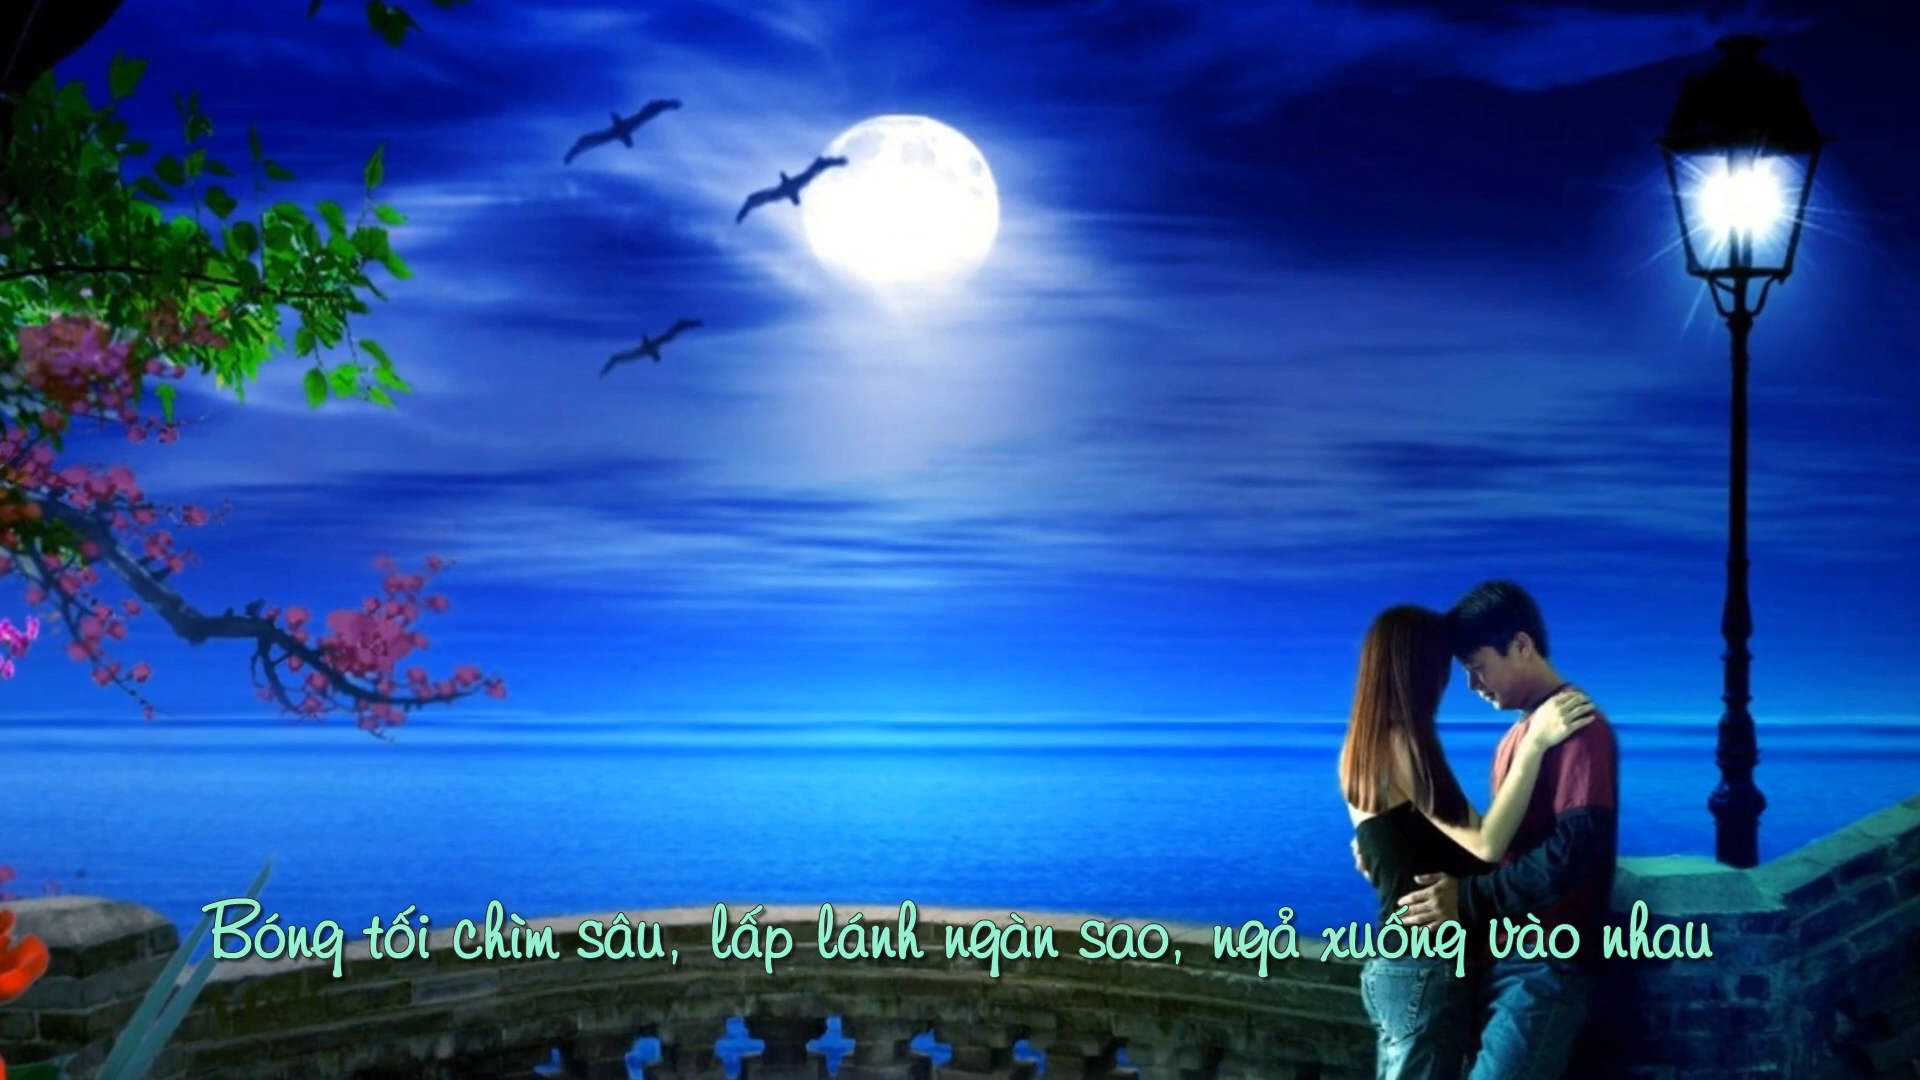 Bóng tối chìm sâu, lấp lánh ngàn sao, ngả xuống vào nhau